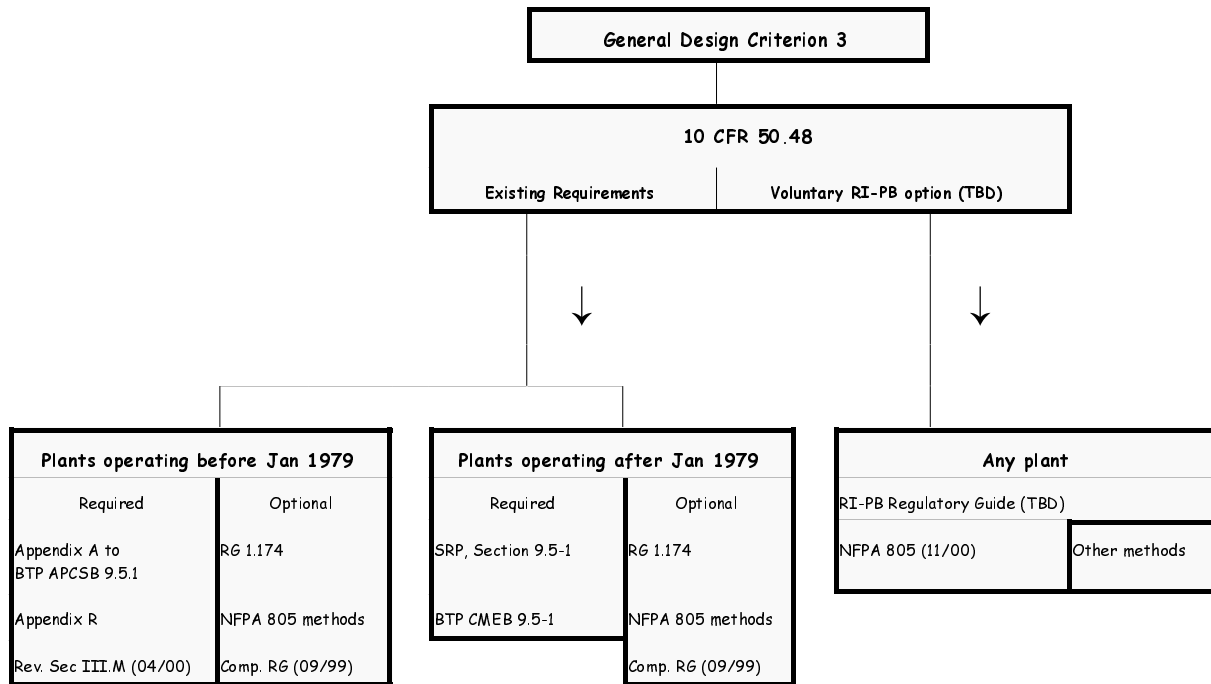 General Design Criterion 3
10 CFR 50.48
Existing Requirements
Voluntary RI-PB option (TBD)
Plants operating before Jan 1979
Required
Optional
Appendix A to
BTP APCSB 9.5.1
RG 1.174
Appendix R
NFPA 805 methods
Rev. Sec III.M (04/00)
Comp. RG (09/99)
Plants operating after Jan 1979
Required
Optional
SRP, Section 9.5-1
RG 1.174
BTP CMEB 9.5-1
NFPA 805 methods
Comp. RG (09/99)
Any plant
RI-PB Regulatory Guide (TBD)
NFPA 805 (11/00)
Other methods